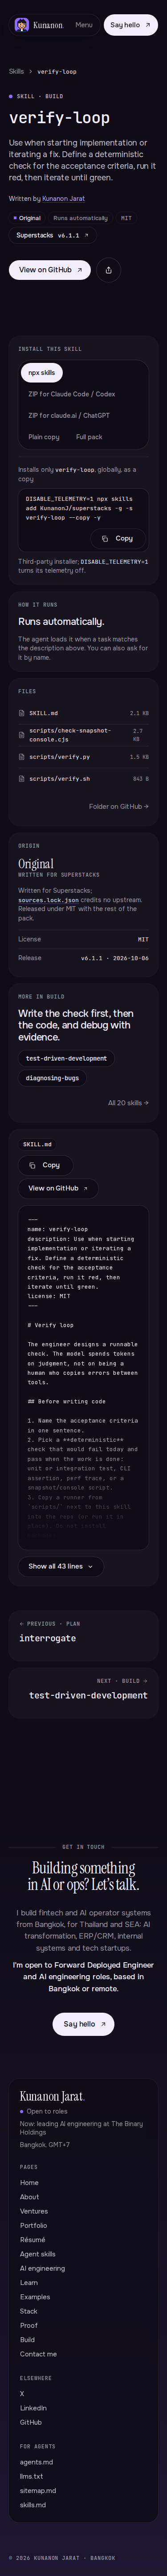 Kunanon
Menu
Say hello ↗
Skills > verify-loop
SKILL · BUILD
verify-loop
Use when starting implementation or
iterating a fix. Define a deterministic
check for the acceptance criteria, run it
red, then iterate until green.
Written by Kunanon Jarat
Original
Runs automatically
MIT
Superstacks v6.1.1 ↗
View on GitHub ↗
INSTALL THIS SKILL
npx skills
ZIP for Claude Code / Codex
ZIP for claude.ai / ChatGPT
Plain copy
Full pack
Installs only verify-loop, globally, as a
copy
DISABLE_TELEMETRY=1 npx skills
add KunanonJ/superstacks -g -s
verify-loop --copy -y
Copy
Third-party installer; DISABLE_TELEMETRY=1
turns its telemetry off.
HOW IT RUNS
Runs automatically.
The agent loads it when a task matches
the description above. You can also ask for
it by name.
FILES
SKILL.md 2.1 KB
scripts/check-snapshot-
console.cjs
2.7
KB
scripts/verify.py 1.5 KB
scripts/verify.sh 843 B
Folder on GitHub →
ORIGIN
Original
WRITTEN FOR SUPERSTACKS
Written for Superstacks;
sources.lock.json credits no upstream.
Released under MIT with the rest of the
pack.
License MIT
Release v6.1.1 · 2026-10-06
MORE IN BUILD
Write the check first, then
the code, and debug with
evidence.
test-driven-development
diagnosing-bugs
All 20 skills →
SKILL.md
Copy
View on GitHub ↗
---
name: verify-loop
description: Use when starting
implementation or iterating a
fix. Define a deterministic
check for the acceptance
criteria, run it red, then
iterate until green.
license: MIT
---
# Verify loop
The engineer designs a runnable
check. The model spends tokens
on judgment, not on being a
human who copies errors between
tools.
## Before writing code
1. Name the acceptance criteria
in one sentence.
2. Pick a **deterministic**
check that would fail today and
pass when the work is done:
unit or integration test, CLI
assertion, perf trace, or a
snapshot/console script.
3. Copy a runner from
`scripts/` next to this skill
into the repo (or run it in
Show all 43 lines
← PREVIOUS · PLAN
interrogate
NEXT · BUILD →
test-driven-development
GET IN TOUCH
Building something
in AI or ops? Let's talk.
I build fintech and AI operator systems
from Bangkok, for Thailand and SEA: AI
transformation, ERP/CRM, internal
systems and tech startups.
I'm open to Forward Deployed Engineer
and AI engineering roles, based in
Bangkok or remote.
Say hello ↗
Kunanon Jarat.
Open to roles
Now: leading AI engineering at The Binary
Holdings
Bangkok, GMT+7
PAGES
Home
About
Ventures
Portfolio
Résumé
Agent skills
AI engineering
Learn
Examples
Stack
Proof
Build
Contact me
ELSEWHERE
X
LinkedIn
GitHub
FOR AGENTS
agents.md
llms.txt
sitemap.md
skills.md
© 2026 KUNANON JARAT · BANGKOK